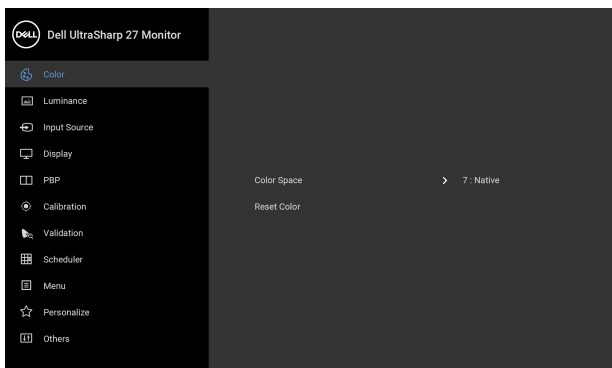 DELL
Dell UltraSharp 27 Monitor
Color
Luminance
Input Source
Display
PBP
Color Space
7 : Native
Calibration
Reset Color
Validation
Scheduler
Menu
Personalize
Others